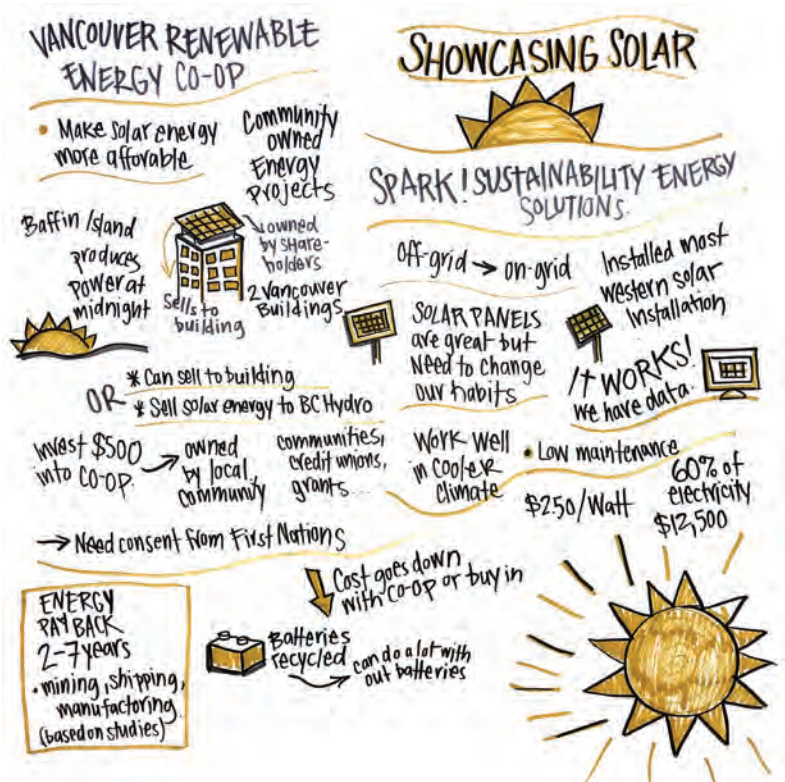 VANCOUVER RENEWABLE
ENERGY CO-OP
• Make solar energy
more afforable
Community
owned
Energy
Projects
Baffin Island
produces
power at
midnight
Sells to
building
owned
by share-
holders
2 Vancouver
Buildings
* Can sell to building
OR
* Sell solar energy to BC Hydro
Invest $500
into CO-OP.
→ owned
by local
community
communities,
credit unions,
grants...
→ Need consent from First Nations
ENERGY
PAYBACK
2-7 years
• mining, shipping,
manufactoring
(based on studies)
Cost goes down
with co-op or buy in
Batteries
recycled
→ can do a lot with
out batteries
SHOWCASING SOLAR
SPARK! SUSTAINABILITY ENERGY
SOLUTIONS.
Off-grid → on-grid
Installed most
western solar
Installation
SOLAR PANELS
are great but
Need to change
our habits
IT WORKS!
we have data.
WORK WELL
in cooler
climate
• Low maintenance
$2.50/Watt
60% of
electricity
$12,500